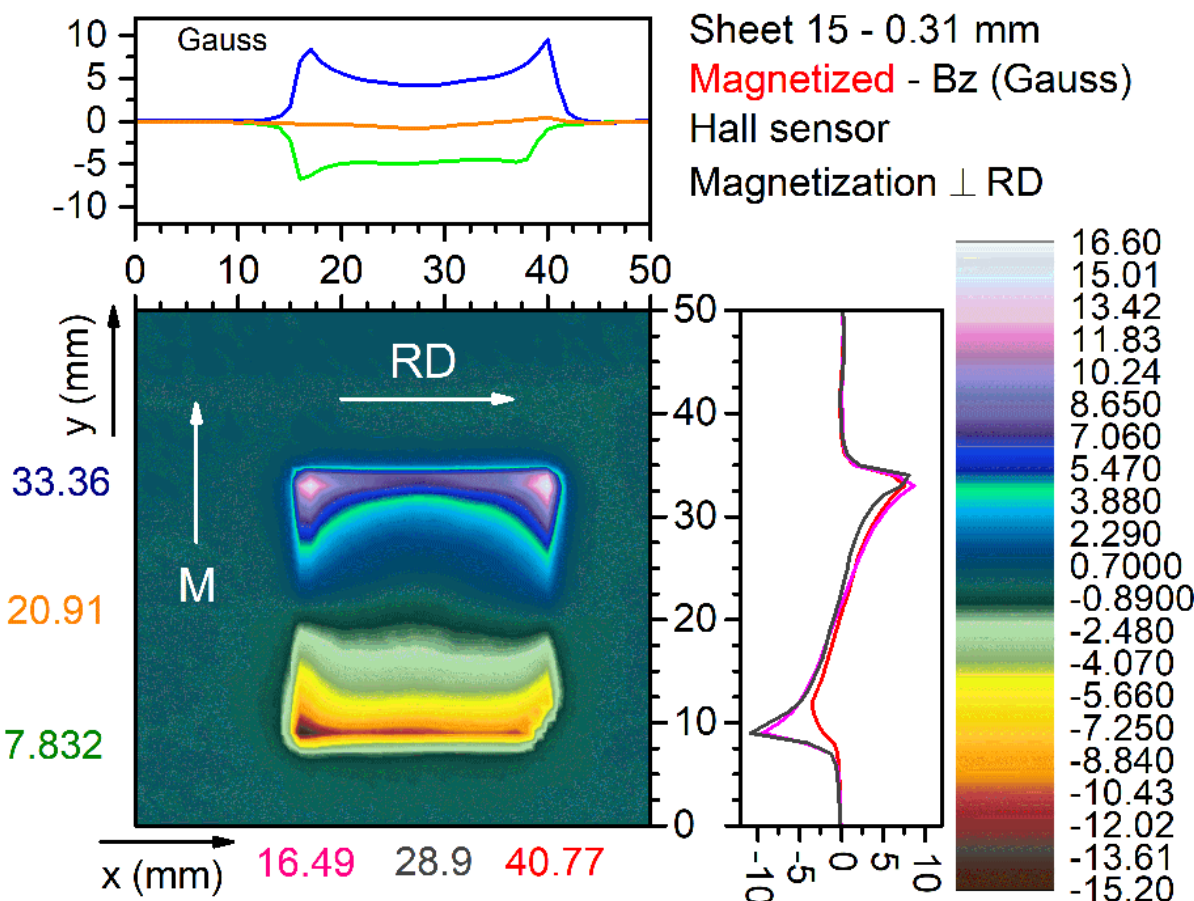 10
5
0
-5
-10
Gauss
0 10 20 30 40 50
Sheet 15 - 0.31 mm
Magnetized - Bz (Gauss)
Hall sensor
Magnetization ⊥ RD
y (mm)
33.36
20.91
7.832
RD
M
50
40
30
20
10
0
x (mm)
16.49 28.9 40.77
-10 -5 0 5 10
16.60
15.01
13.42
11.83
10.24
8.650
7.060
5.470
3.880
2.290
0.7000
-0.8900
-2.480
-4.070
-5.660
-7.250
-8.840
-10.43
-12.02
-13.61
-15.20